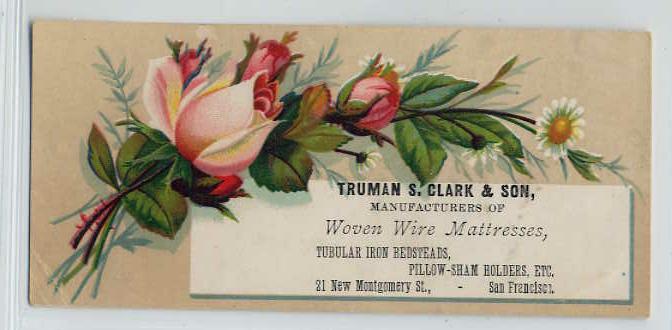 TRUMAN S. CLARK & SON,
MANUFACTURERS OF
Woven Wire Mattresses,
TUBULAR IRON BEDSTEADS,
PILLOW-SHAM HOLDERS, ETC.
21 New Montgomery St., - San Francisco.